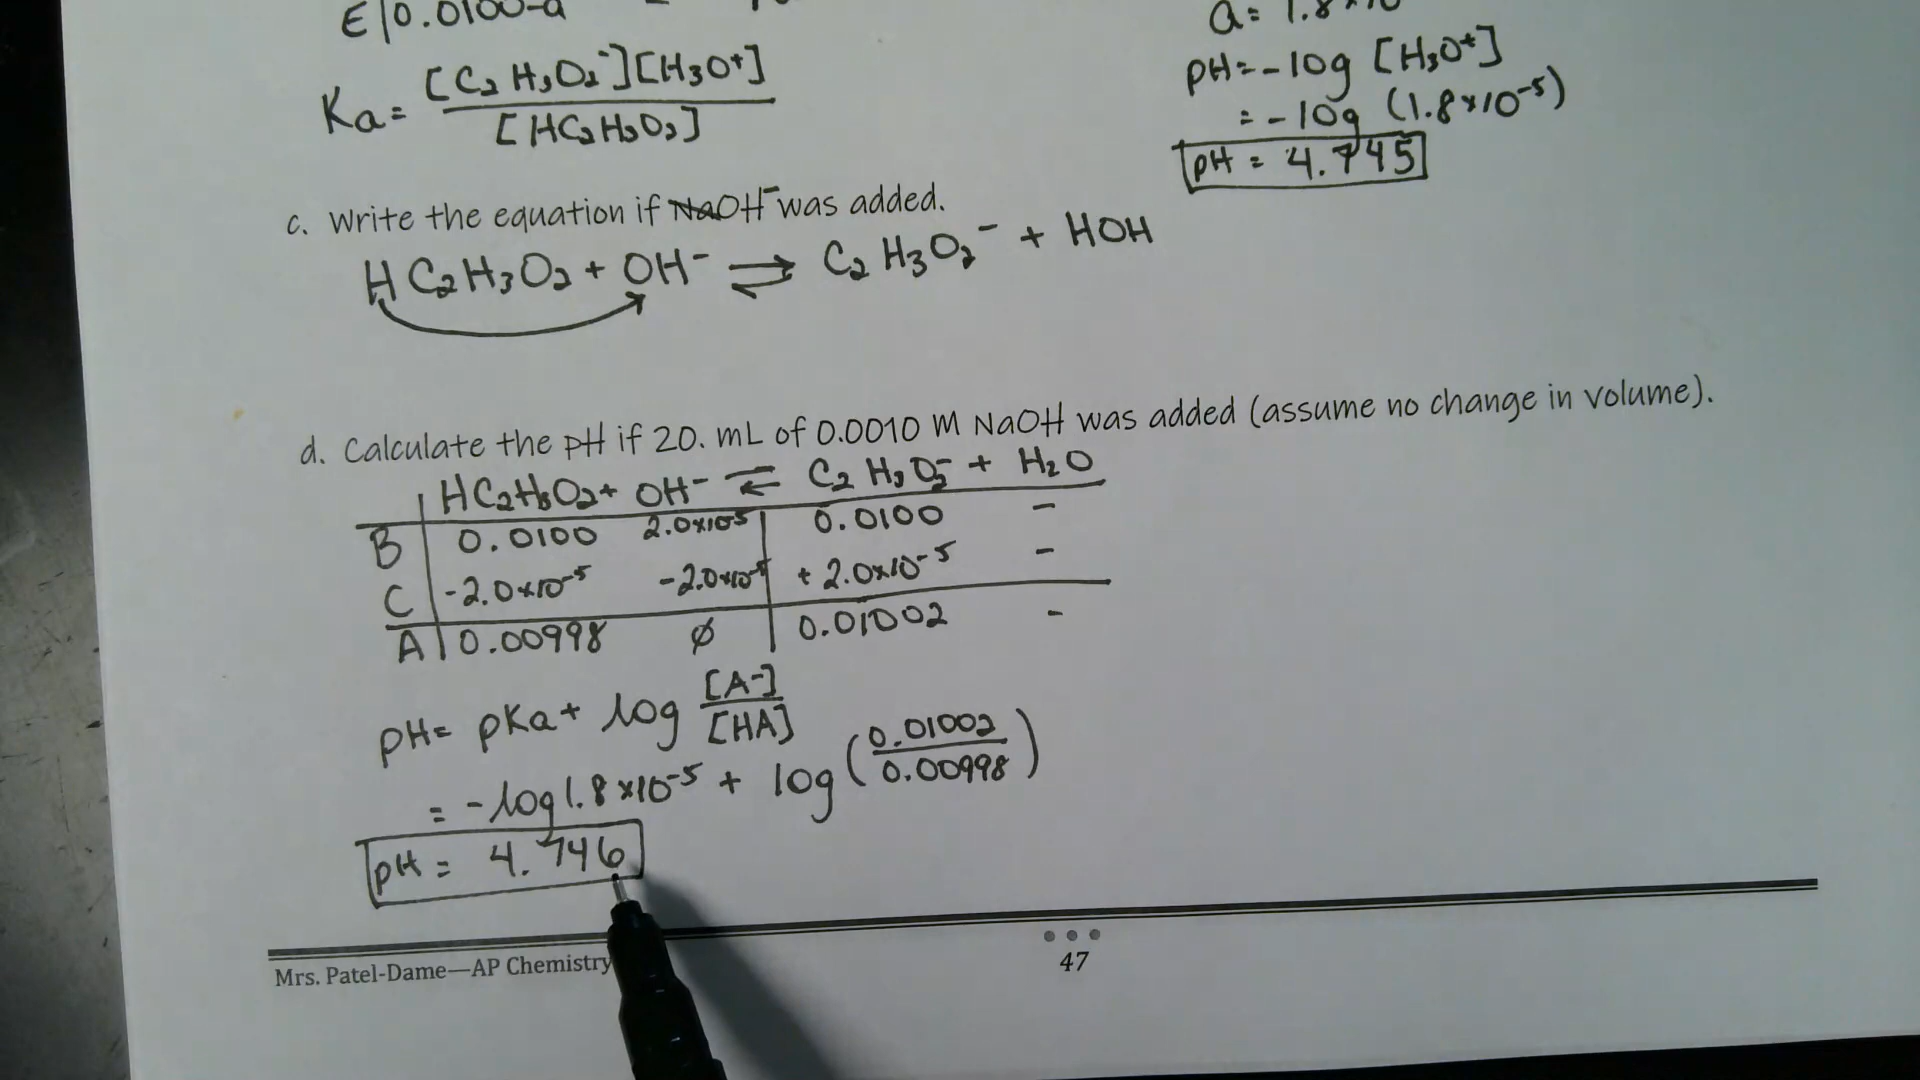 E | 0.0100-a
a = 1.8×10
Ka = [C₂H₃O₂⁻][H₃O⁺] / [HC₂H₃O₂]
pH = -log [H₃O⁺]
= -log (1.8×10⁻⁵)
pH = 4.745
c. Write the equation if NaOH⁻ was added.
HC₂H₃O₂ + OH⁻ ⇌ C₂H₃O₂⁻ + HOH
d. Calculate the pH if 20. mL of 0.0010 M NaOH was added (assume no change in volume).
HC₂H₃O₂ + OH⁻ ⇌ C₂H₃O₂⁻ + H₂O
B | 0.0100 2.0×10⁻⁵ | 0.0100 -
C | -2.0×10⁻⁵ -2.0×10⁻⁵ | +2.0×10⁻⁵ -
A | 0.00998 ∅ | 0.01002 -
pH = pKa + log [A-] / [HA]
= -log 1.8×10⁻⁵ + log (0.01002 / 0.00998)
pH = 4.746
Mrs. Patel-Dame—AP Chemistry
47